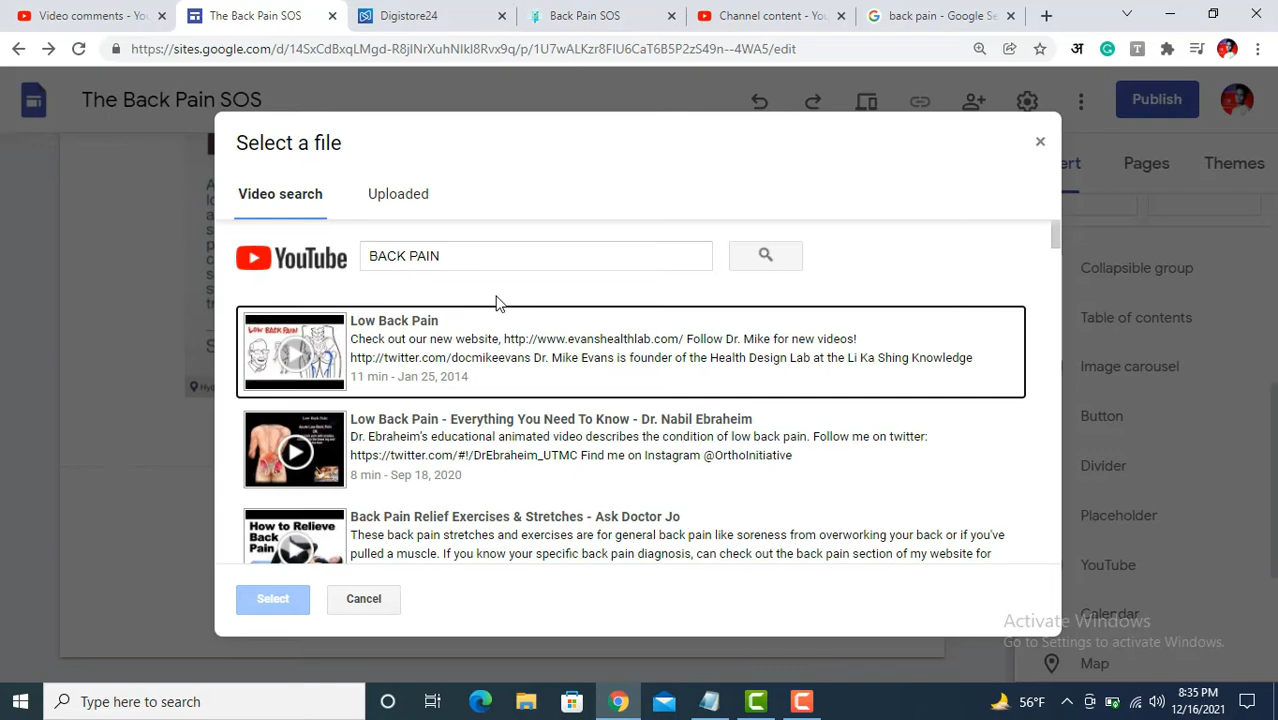 Video comments - You
The Back Pain SOS
Digistore24
Back Pain SOS
Channel content - You
back pain - Google Se
https://sites.google.com/d/14SxCdBxqLMgd-R8jINrXuhNIkI8Rvx9q/p/1U7wALKzr8FIU6CaT6B5P2zS49n--4WA5/edit
The Back Pain SOS
Publish
Select a file
Pages
Themes
Video search
Uploaded
YouTube
BACK PAIN
Collapsible group
Low Back Pain
Check out our new website, http://www.evanshealthlab.com/ Follow Dr. Mike for new videos!
http://twitter.com/docmikeevans Dr. Mike Evans is founder of the Health Design Lab at the Li Ka Shing Knowledge
11 min - Jan 25, 2014
LOW BACK PAIN
Table of contents
Image carousel
Low Back Pain - Everything You Need To Know - Dr. Nabil Ebraheim
Dr. Ebraheim's educational animated video describes the condition of low back pain. Follow me on twitter:
https://twitter.com/#!/DrEbraheim_UTMC Find me on Instagram @OrthoInitiative
8 min - Sep 18, 2020
Button
Divider
Back Pain Relief Exercises & Stretches - Ask Doctor Jo
These back pain stretches and exercises are for general back pain like soreness from overworking your back or if you've
pulled a muscle. If you know your specific back pain diagnosis, can check out the back pain section of my website for
How to Relieve
Back
Pain
Placeholder
YouTube
Select
Cancel
Calendar
Activate Windows
Go to Settings to activate Windows.
Map
Type here to search
56°F
8:35 PM
12/16/2021